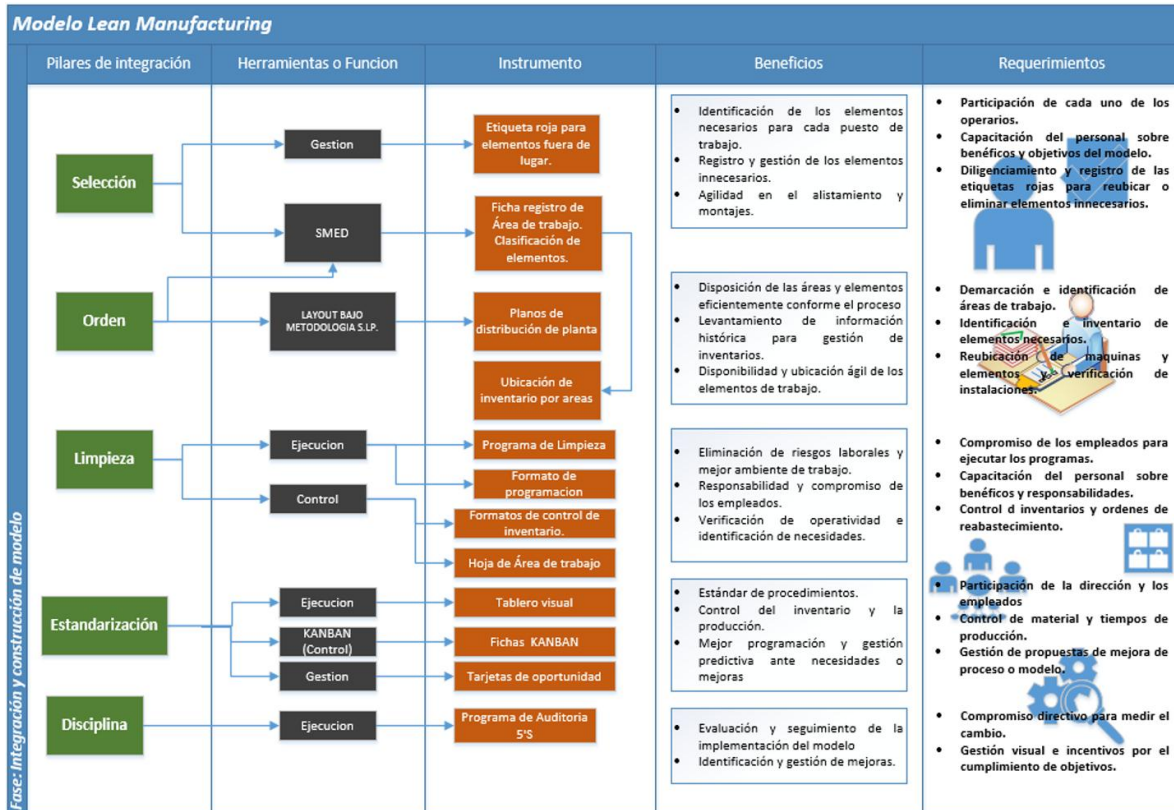 Modelo Lean Manufacturing
Pilares de integración
Herramientas o Funcion
Instrumento
Beneficios
Requerimientos
Fase: Integración y construcción de modelo
Selección
Gestion
Etiqueta roja para
elementos fuera de
lugar.
SMED
Ficha registro de
Área de trabajo.
Clasificación de
elementos.
• Identificación de los elementos
necesarios para cada puesto de
trabajo.
• Registro y gestión de los elementos
innecesarios.
• Agilidad en el alistamiento y
montajes.
• Participación de cada uno de los
operarios.
• Capacitación del personal sobre
benéficos y objetivos del modelo.
• Diligenciamiento y registro de las
etiquetas rojas para reubicar o
eliminar elementos innecesarios.
Orden
LAYOUT BAJO
METODOLOGIA S.LP.
Planos de
distribución de planta
Ubicación de
inventario por areas
• Disposición de las áreas y elementos
eficientemente conforme el proceso
• Levantamiento de información
histórica para gestión de
inventarios.
• Disponibilidad y ubicación ágil de los
elementos de trabajo.
• Demarcación e identificación de
áreas de trabajo.
• Identificación e inventario de
elementos necesarios.
• Reubicación de maquinas y
elementos y verificación de
instalaciones.
Limpieza
Ejecucion
Control
Programa de Limpieza
Formato de
programacion
Formatos de control de
inventario.
Hoja de Área de trabajo
• Eliminación de riesgos laborales y
mejor ambiente de trabajo.
• Responsabilidad y compromiso de
los empleados.
• Verificación de operatividad e
identificación de necesidades.
• Compromiso de los empleados para
ejecutar los programas.
• Capacitación del personal sobre
benéficos y responsabilidades.
• Control d inventarios y ordenes de
reabastecimiento.
Estandarización
Ejecucion
KANBAN
(Control)
Gestion
Tablero visual
Fichas KANBAN
Tarjetas de oportunidad
• Estándar de procedimientos.
• Control del inventario y la
producción.
• Mejor programación y gestión
predictiva ante necesidades o
mejoras
• Participación de la dirección y los
empleados
• Control de material y tiempos de
producción.
• Gestión de propuestas de mejora de
proceso o modelo.
Disciplina
Ejecucion
Programa de Auditoria
5'S
• Evaluación y seguimiento de la
implementación del modelo
• Identificación y gestión de mejoras.
• Compromiso directivo para medir el
cambio.
• Gestión visual e incentivos por el
cumplimiento de objetivos.